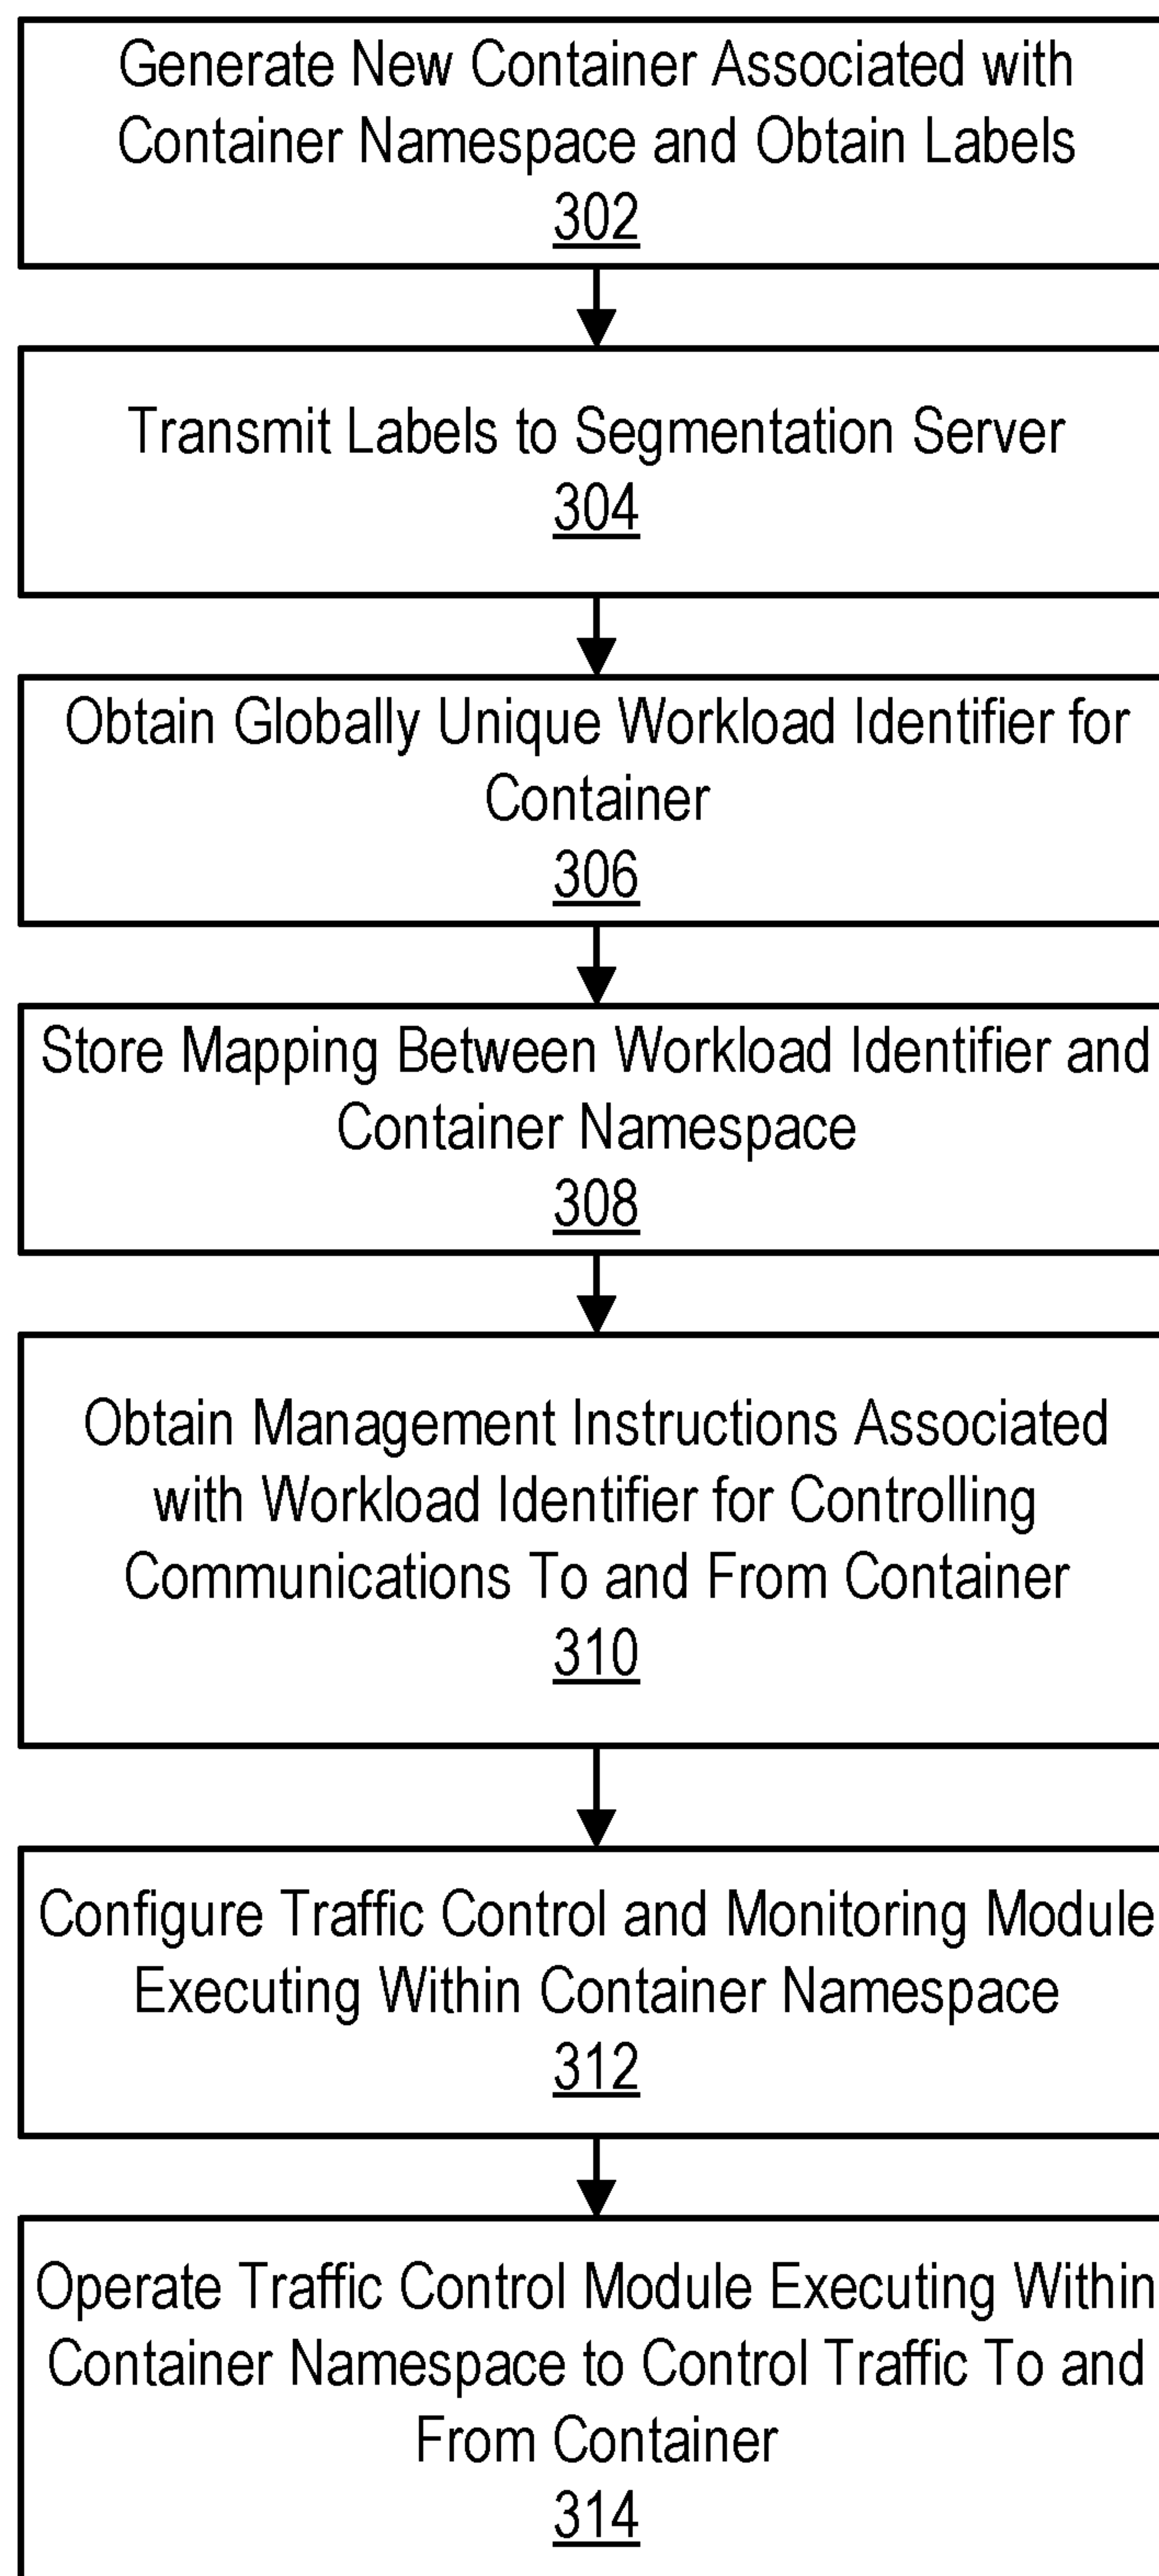 Generate New Container Associated with
Container Namespace and Obtain Labels
302
Transmit Labels to Segmentation Server
304
Obtain Globally Unique Workload Identifier for
Container
306
Store Mapping Between Workload Identifier and
Container Namespace
308
Obtain Management Instructions Associated
with Workload Identifier for Controlling
Communications To and From Container
310
Configure Traffic Control and Monitoring Module
Executing Within Container Namespace
312
Operate Traffic Control Module Executing Within
Container Namespace to Control Traffic To and
From Container
314